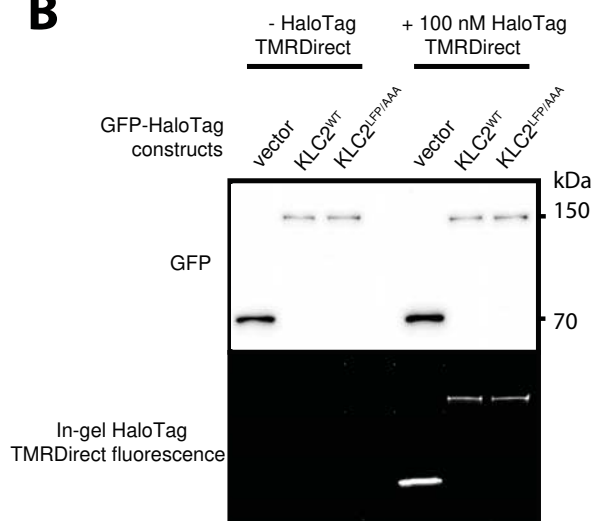 B
- HaloTag
TMRDirect
+ 100 nM HaloTag
TMRDirect
GFP-HaloTag
constructs
vector
KLC2WT
KLC2LFP/AAA
vector
KLC2WT
KLC2LFP/AAA
kDa
150
GFP
70
In-gel HaloTag
TMRDirect fluorescence